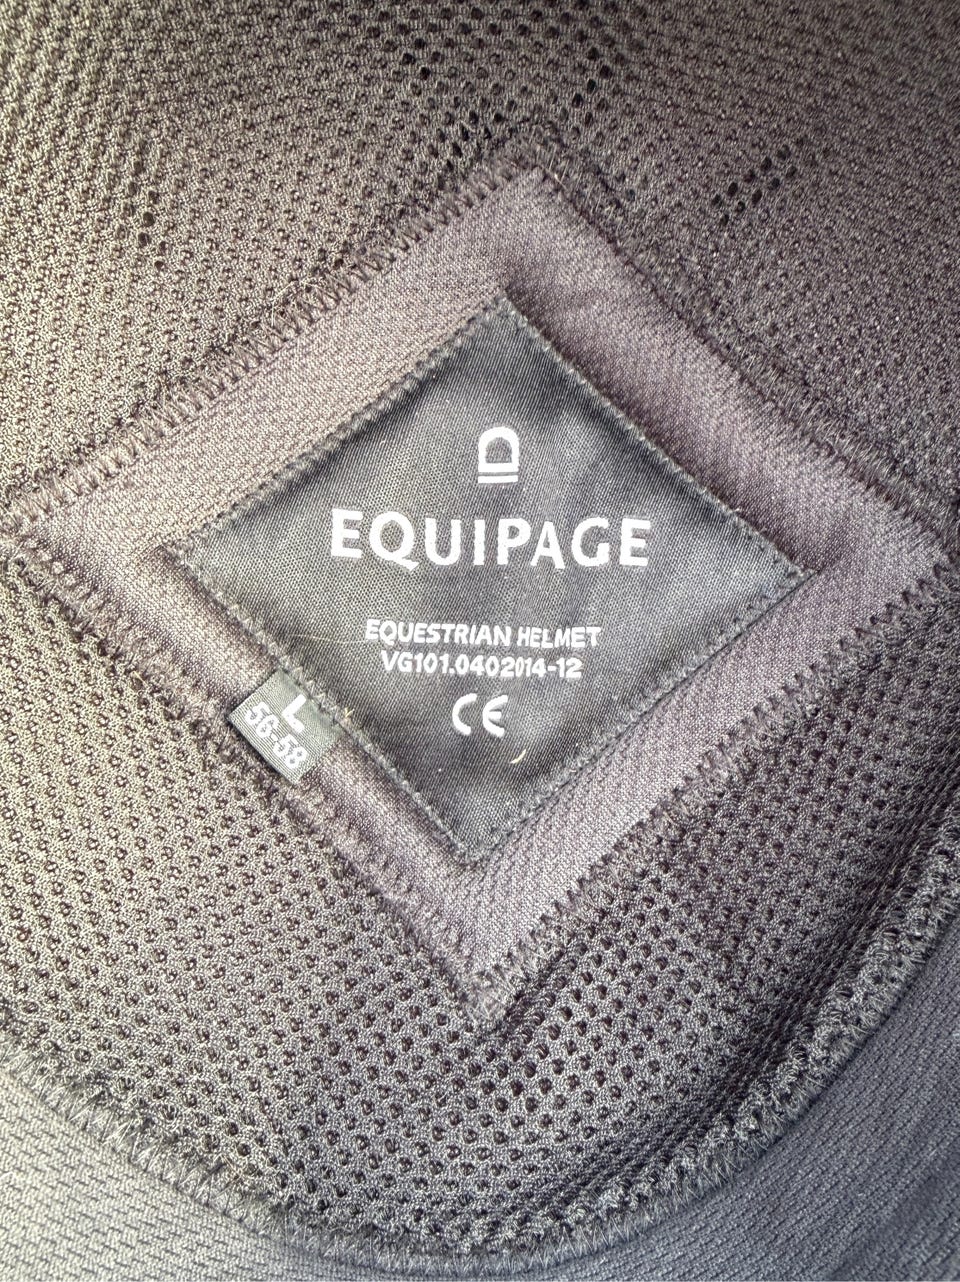 EQUIPAGE
EQUESTRIAN HELMET
VG101.0402014-12
CE
L
56-58